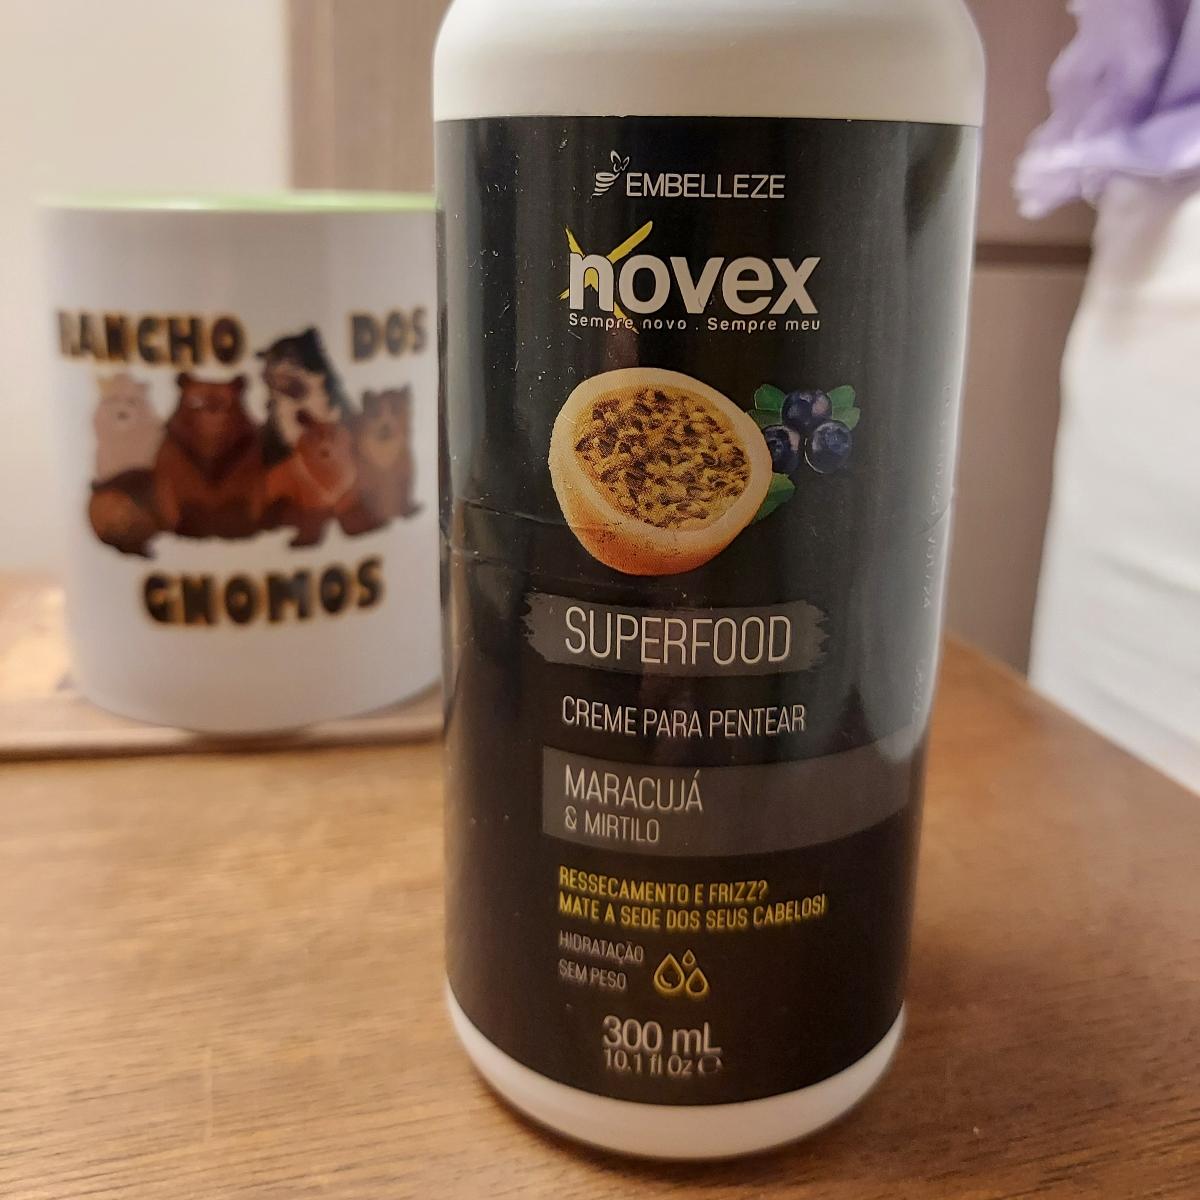 RANCHO DOS
GNOMOS
EMBELLEZE
novex
Sempre novo . Sempre meu
SUPERFOOD
CREME PARA PENTEAR
MARACUJÁ
& MIRTILO
RESSECAMENTO E FRIZZ?
MATE A SEDE DOS SEUS CABELOS!
HIDRATAÇÃO
SEM PESO
300 mL
10.1 fl Oz ℮